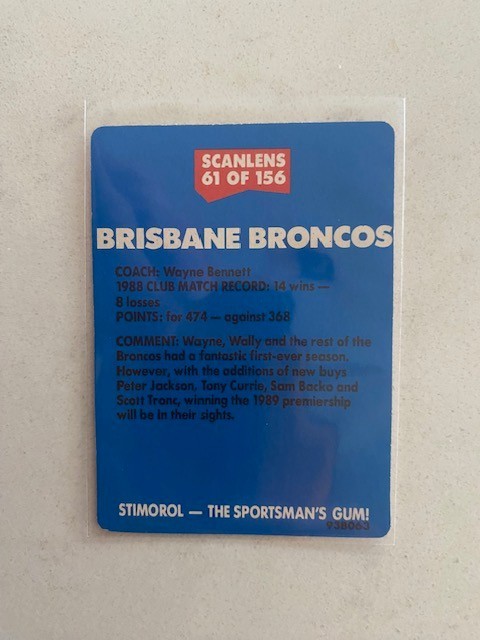 SCANLENS
61 OF 156
BRISBANE BRONCOS
COACH: Wayne Bennett
1988 CLUB MATCH RECORD: 14 wins —
8 losses
POINTS: for 474 — against 368
COMMENT: Wayne, Wally and the rest of the
Broncos had a fantastic first-ever season.
However, with the additions of new buys
Peter Jackson, Tony Currie, Sam Backo and
Scott Tronc, winning the 1989 premiership
will be in their sights.
STIMOROL — THE SPORTSMAN'S GUM!
938063